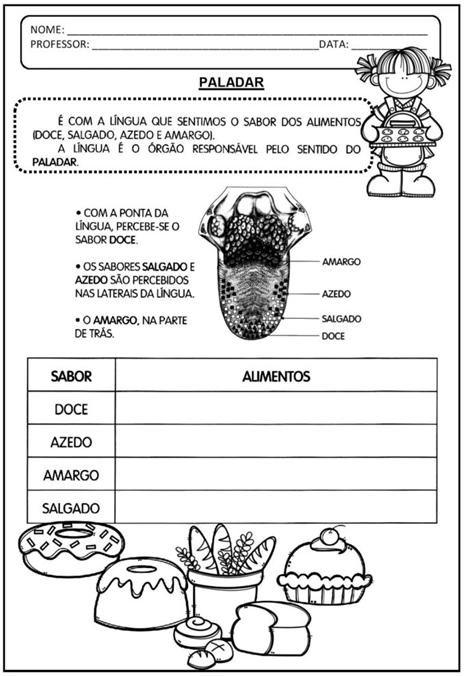 NOME:
PROFESSOR: DATA:
PALADAR
É COM A LÍNGUA QUE SENTIMOS O SABOR DOS ALIMENTOS
(DOCE, SALGADO, AZEDO E AMARGO).
A LÍNGUA É O ÓRGÃO RESPONSÁVEL PELO SENTIDO DO
PALADAR.
• COM A PONTA DA
LÍNGUA, PERCEBE-SE O
SABOR DOCE.
• OS SABORES SALGADO E
AZEDO SÃO PERCEBIDOS
NAS LATERAIS DA LÍNGUA.
• O AMARGO, NA PARTE
DE TRÁS.
AMARGO
AZEDO
SALGADO
DOCE
SABOR ALIMENTOS
DOCE
AZEDO
AMARGO
SALGADO